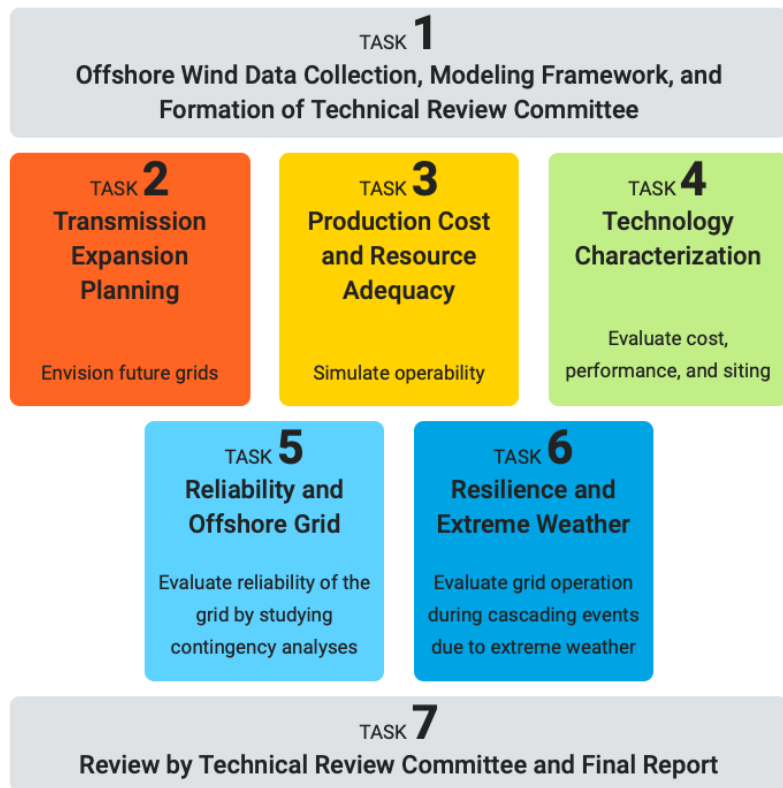 TASK 1
Offshore Wind Data Collection, Modeling Framework, and
Formation of Technical Review Committee
TASK 2
Transmission
Expansion
Planning
Envision future grids
TASK 3
Production Cost
and Resource
Adequacy
Simulate operability
TASK 4
Technology
Characterization
Evaluate cost,
performance, and siting
TASK 5
Reliability and
Offshore Grid
Evaluate reliability of the
grid by studying
contingency analyses
TASK 6
Resilience and
Extreme Weather
Evaluate grid operation
during cascading events
due to extreme weather
TASK 7
Review by Technical Review Committee and Final Report